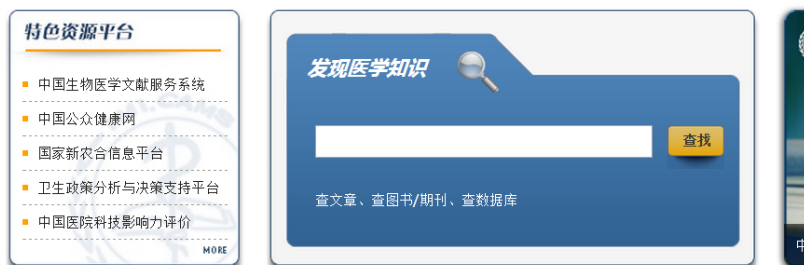 特色资源平台
中国生物医学文献服务系统
中国公众健康网
国家新农合信息平台
卫生政策分析与决策支持平台
中国医院科技影响力评价
MORE
发现医学知识
查找
查文章、查图书/期刊、查数据库
中